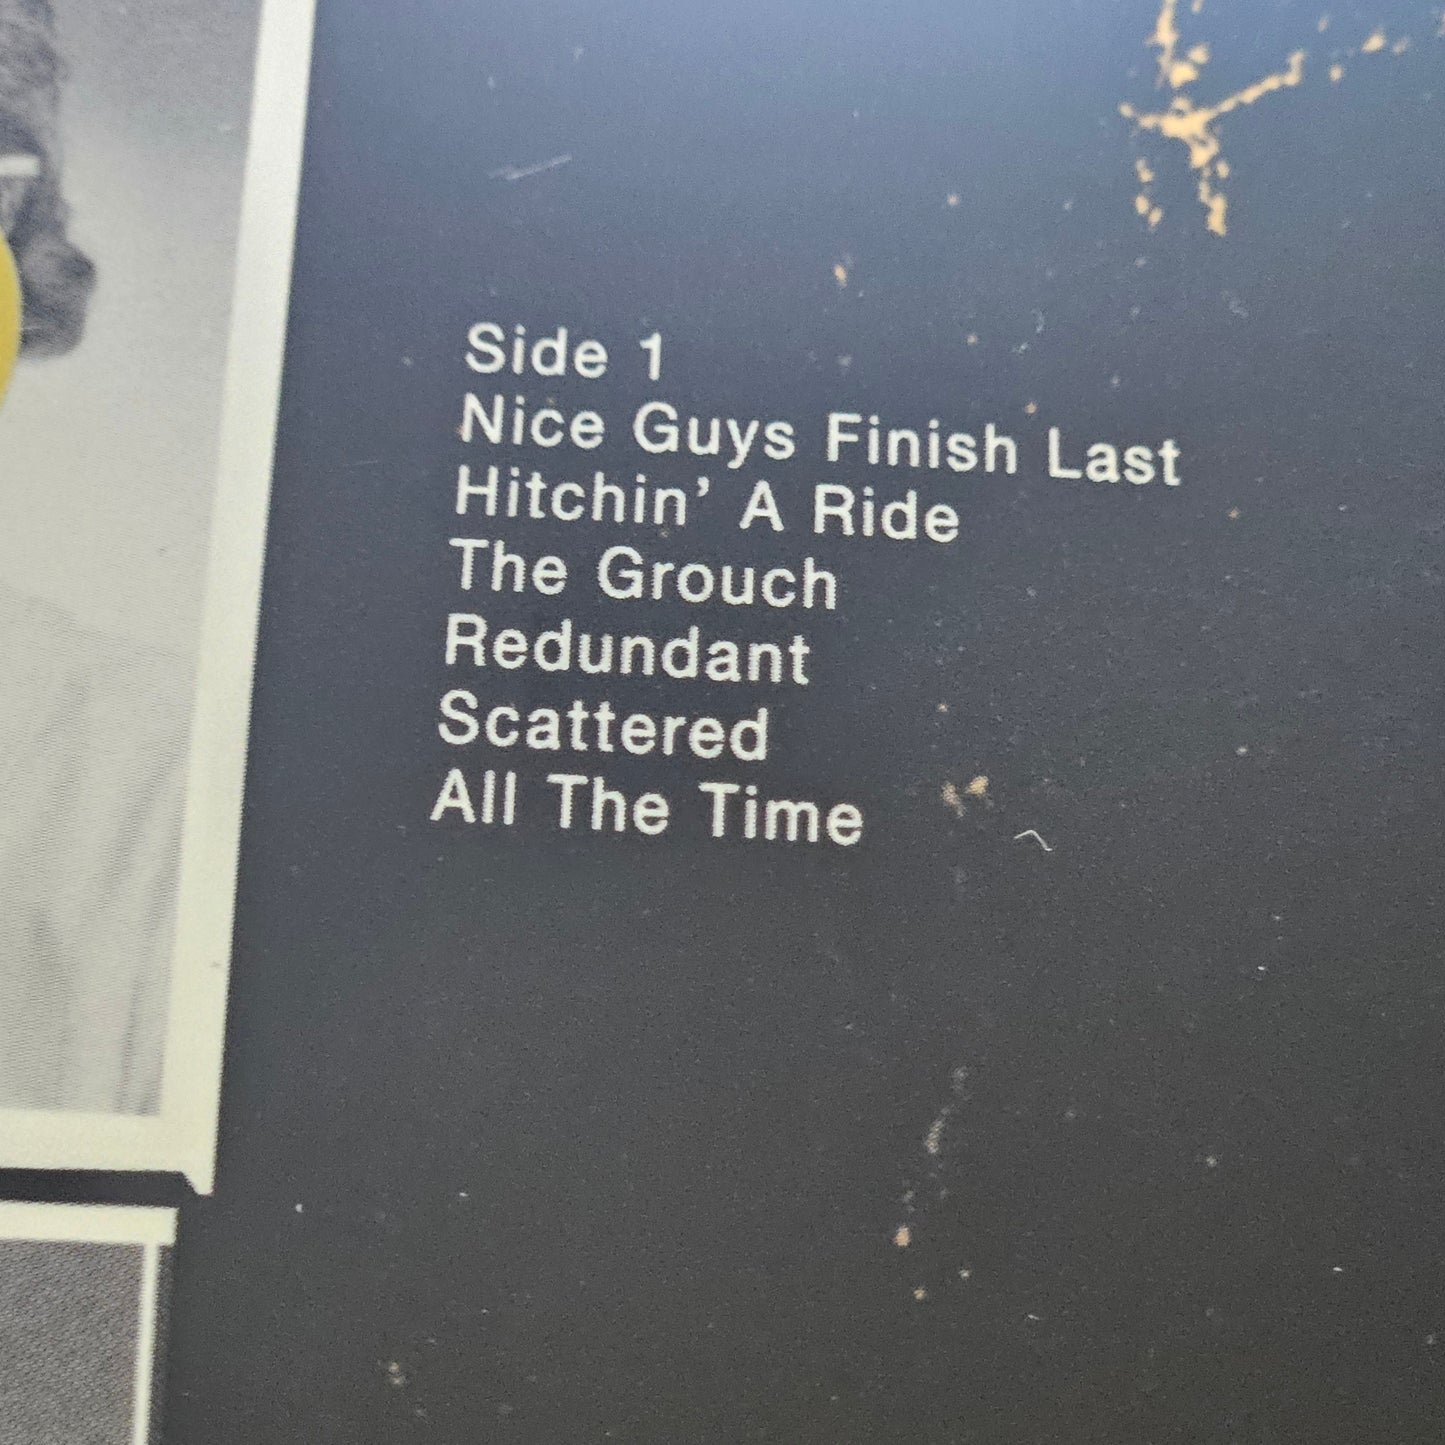 Side 1
Nice Guys Finish Last
Hitchin’ A Ride
The Grouch
Redundant
Scattered
All The Time